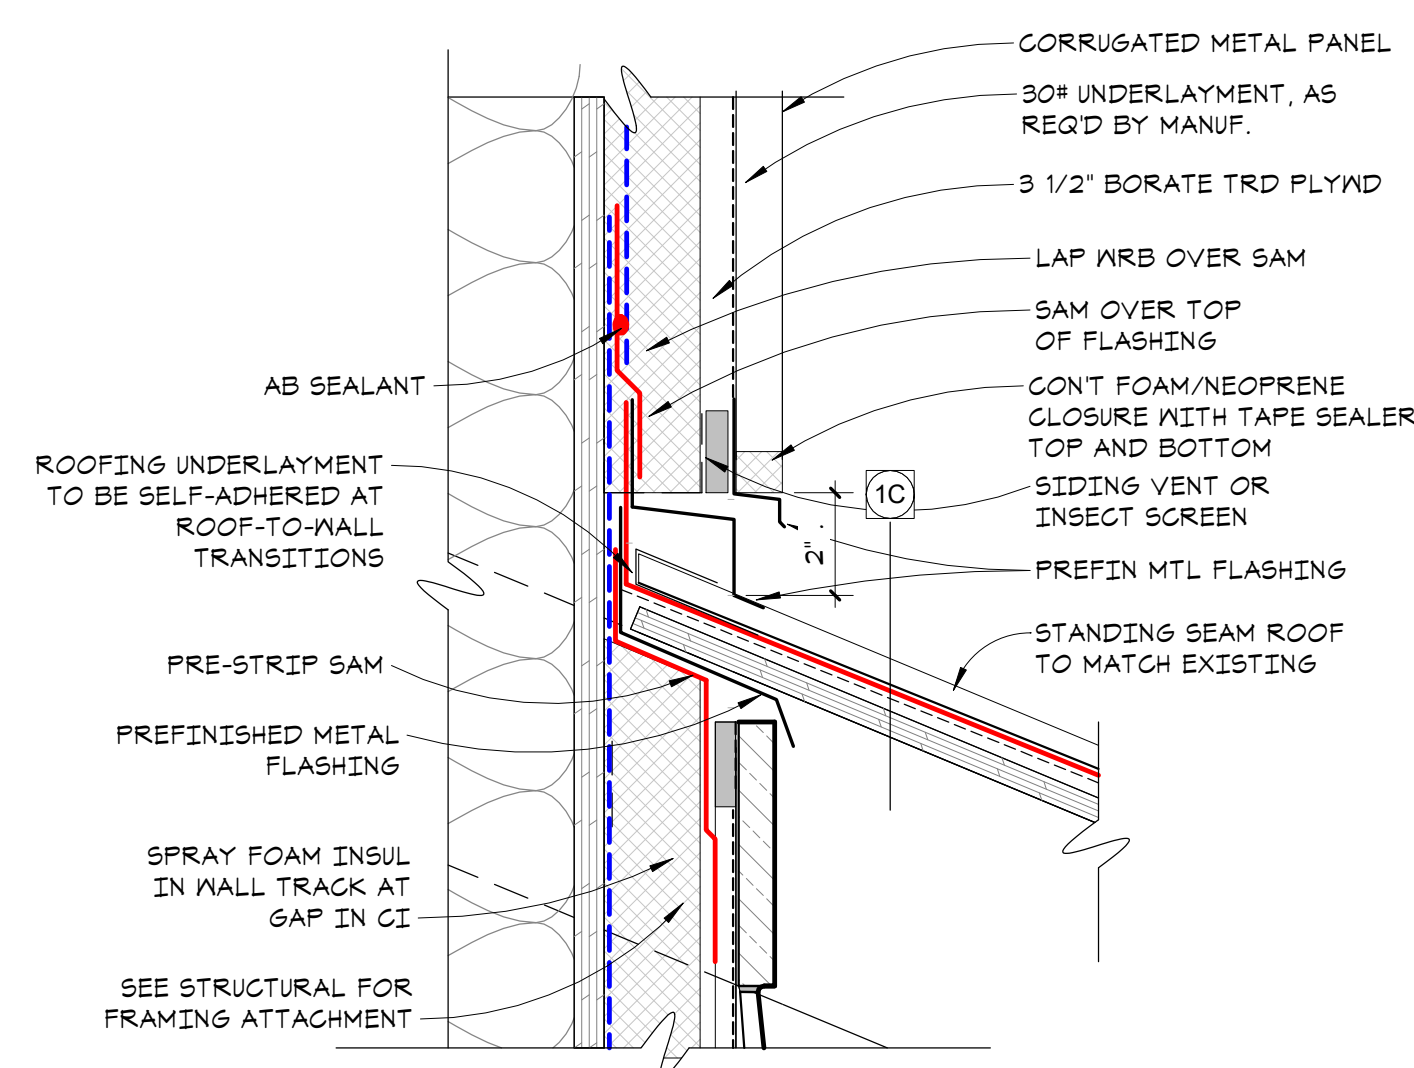 CORRUGATED METAL PANEL
30# UNDERLAYMENT, AS
REQ'D BY MANUF.
3 1/2" BORATE TRD PLYWD
LAP WRB OVER SAM
SAM OVER TOP
OF FLASHING
CON'T FOAM/NEOPRENE
CLOSURE WITH TAPE SEALER
TOP AND BOTTOM
SIDING VENT OR
INSECT SCREEN
PREFIN MTL FLASHING
STANDING SEAM ROOF
TO MATCH EXISTING
1C
2"
AB SEALANT
ROOFING UNDERLAYMENT
TO BE SELF-ADHERED AT
ROOF-TO-WALL
TRANSITIONS
PRE-STRIP SAM
PREFINISHED METAL
FLASHING
SPRAY FOAM INSUL
IN WALL TRACK AT
GAP IN CI
SEE STRUCTURAL FOR
FRAMING ATTACHMENT